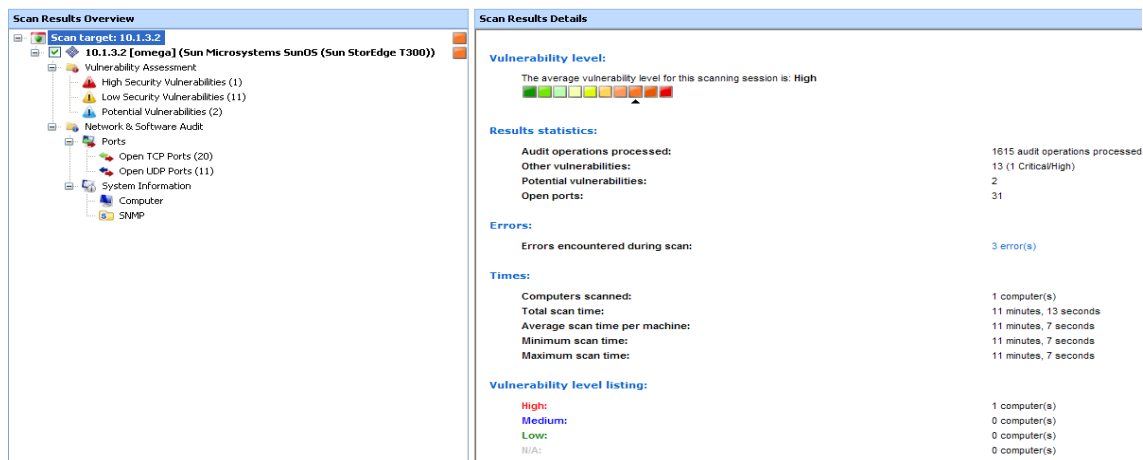 Scan Results Overview
Scan target: 10.1.3.2
10.1.3.2 [omega] (Sun Microsystems SunOS (Sun StorEdge T300))
Vulnerability Assessment
High Security Vulnerabilities (1)
Low Security Vulnerabilities (11)
Potential Vulnerabilities (2)
Network & Software Audit
Ports
Open TCP Ports (20)
Open UDP Ports (11)
System Information
Computer
SNMP
Scan Results Details
Vulnerability level:
The average vulnerability level for this scanning session is: High
Results statistics:
Audit operations processed: 1615 audit operations processed
Other vulnerabilities: 13 (1 Critical/High)
Potential vulnerabilities: 2
Open ports: 31
Errors:
Errors encountered during scan: 3 error(s)
Times:
Computers scanned: 1 computer(s)
Total scan time: 11 minutes, 13 seconds
Average scan time per machine: 11 minutes, 7 seconds
Minimum scan time: 11 minutes, 7 seconds
Maximum scan time: 11 minutes, 7 seconds
Vulnerability level listing:
High: 1 computer(s)
Medium: 0 computer(s)
Low: 0 computer(s)
N/A: 0 computer(s)